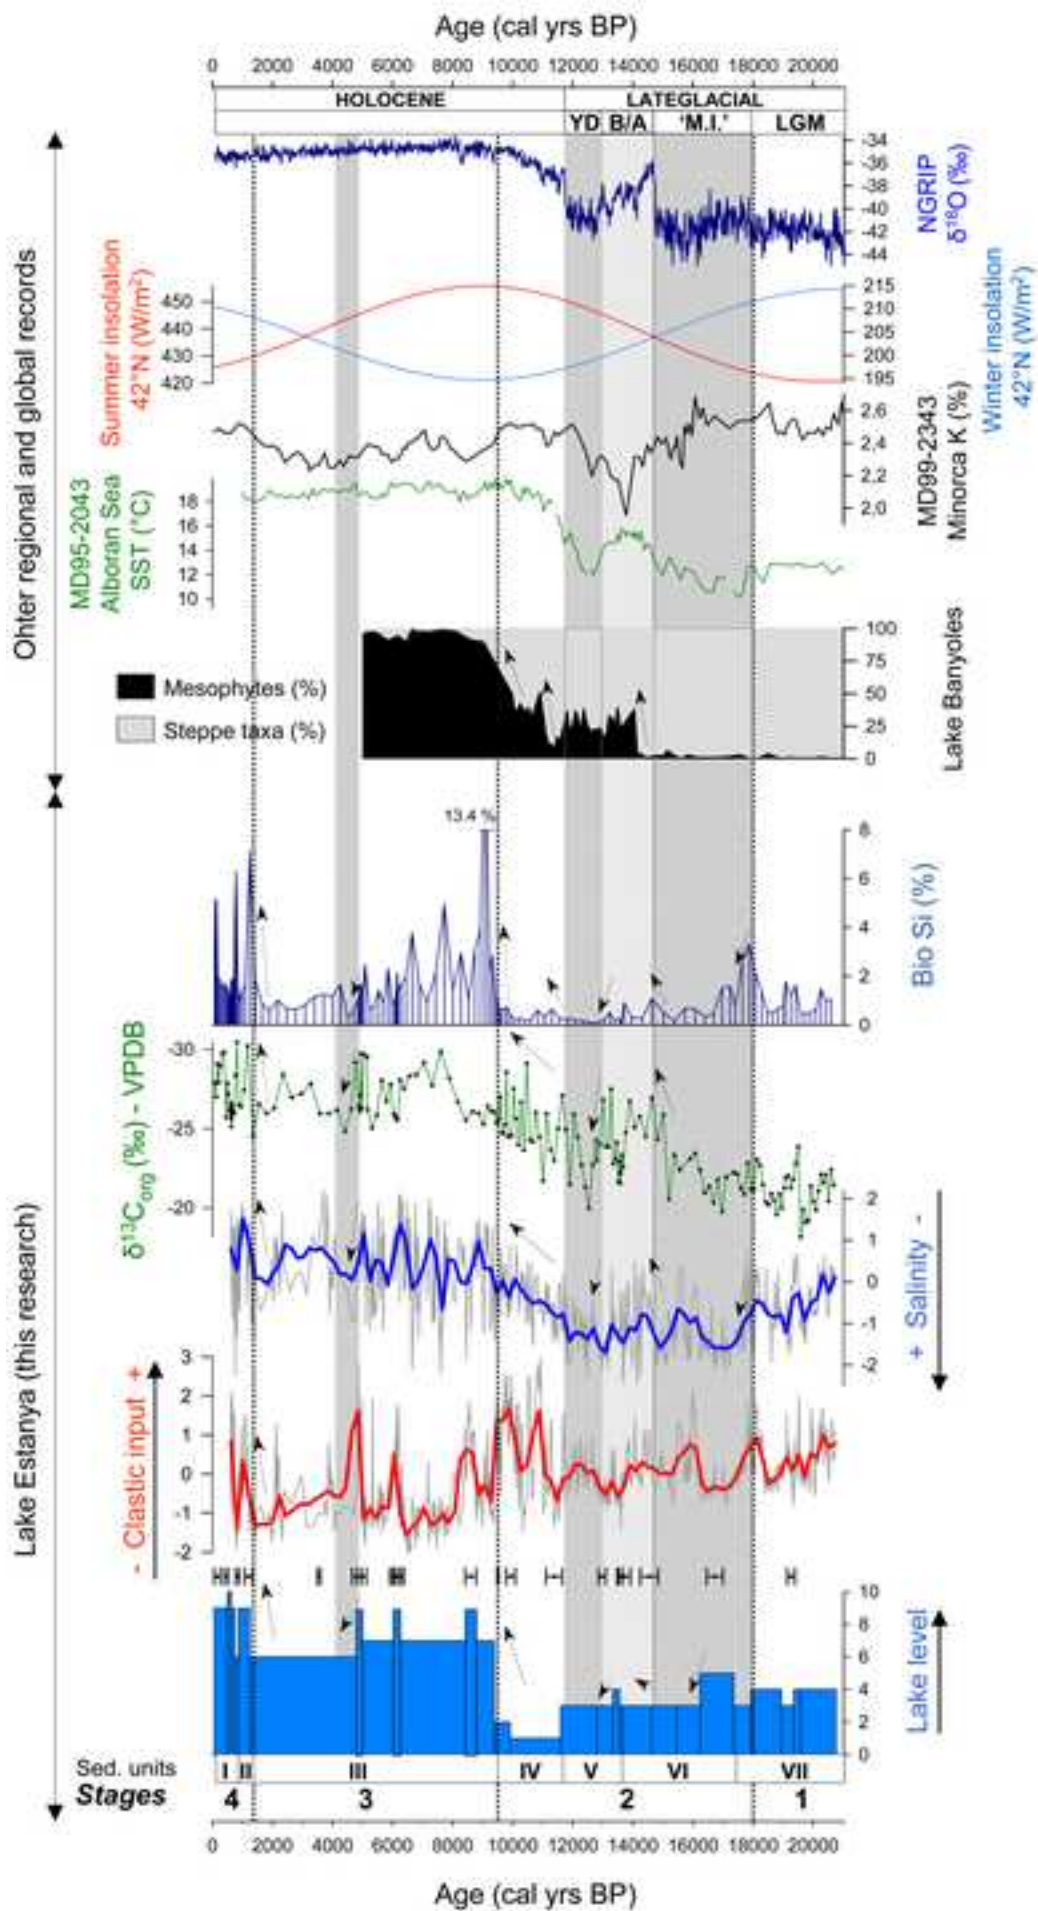 Age (cal yrs BP)
0 2000 4000 6000 8000 10000 12000 14000 16000 18000 20000
HOLOCENE LATEGLACIAL
YD B/A 'M.I.' LGM
Ohter regional and global records
-34
-36
-38
-40
-42
-44
NGRIP
δ18O (‰)
Summer insolation
42°N (W/m²)
450
440
430
420
215
210
205
200
195
Winter insolation
42°N (W/m²)
2.6
2.4
2.2
2.0
MD99-2343
Minorca K (%)
MD95-2043
Alboran Sea
SST (°C)
18
16
14
12
10
Mesophytes (%)
Steppe taxa (%)
100
75
50
25
0
Lake Banyoles
Lake Estanya (this research)
13.4 %
8
6
4
2
0
Bio Si (%)
δ13Corg (‰) - VPDB
-30
-25
-20
2
1
0
-1
-2
+ Salinity -
- Clastic input +
3
2
1
0
-1
-2
10
8
6
4
2
0
Lake level
Sed. units I II III IV V VI VII
Stages 4 3 2 1
0 2000 4000 6000 8000 10000 12000 14000 16000 18000 20000
Age (cal yrs BP)